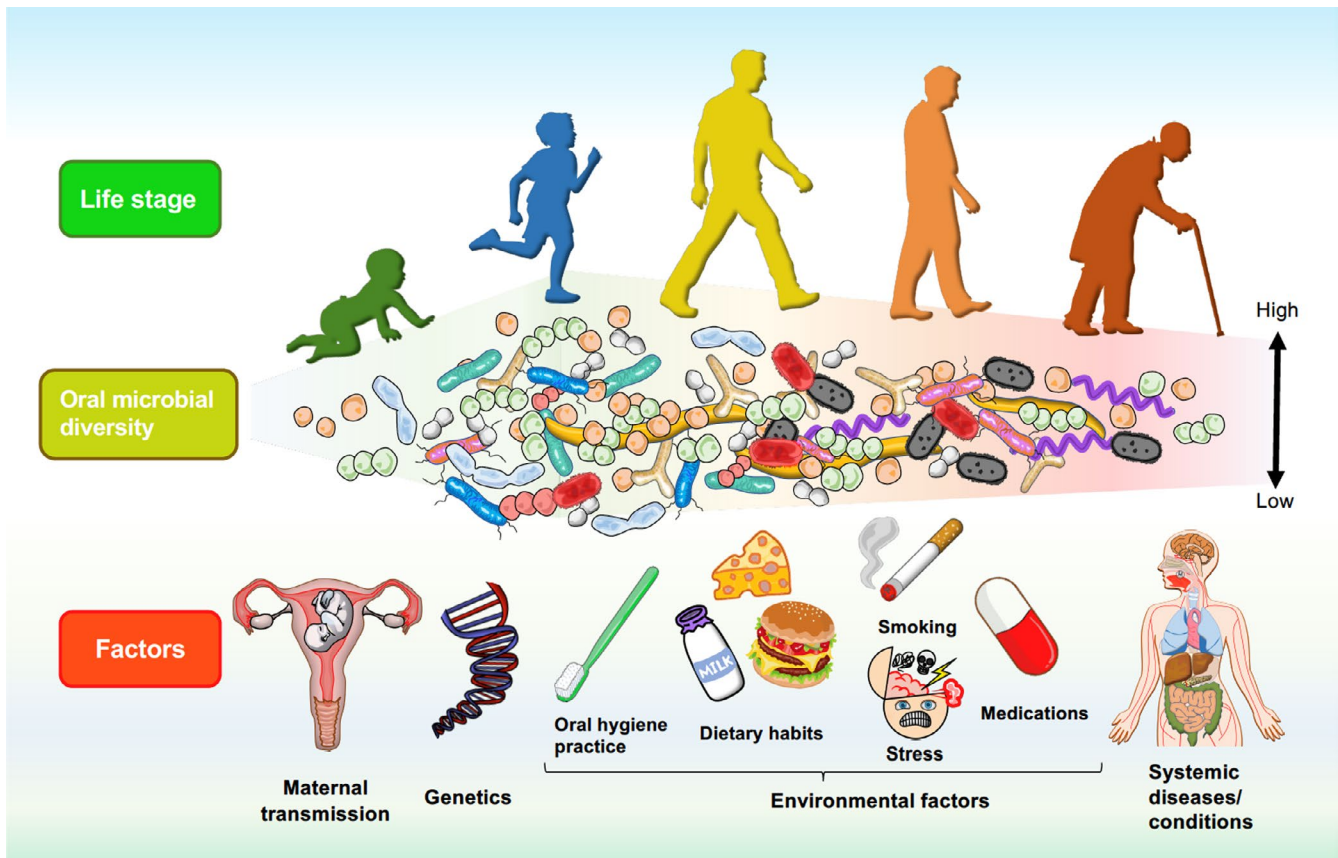 Life stage
High
Oral microbial
diversity
Low
Factors
MILK
Smoking
Oral hygiene
practice
Dietary habits
Medications
Stress
Maternal
transmission
Genetics
Environmental factors
Systemic
diseases/
conditions